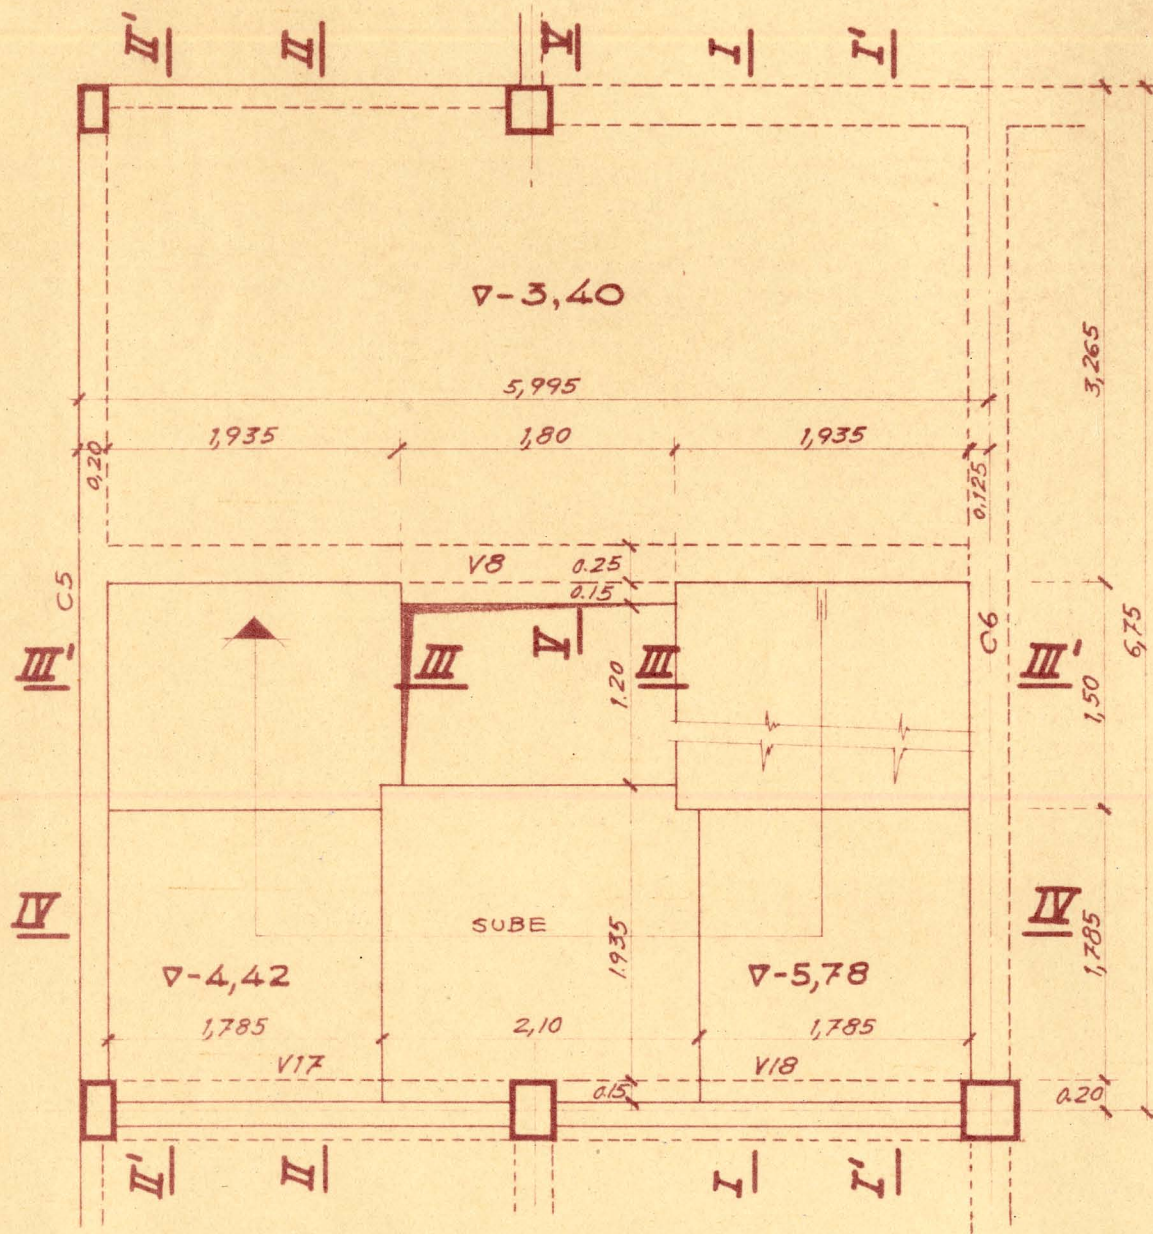 II' II V I I'
∇-3,40
5,995
3,265
1,935 1,80 1,935
0,20
0,125
V8 0.25
0.15
C5
C6
III' III V III III'
1.20
1,50
6,75
IV IV
SUBE
1.935
1,785
∇-4,42 ∇-5,78
1,785 2,10 1,785
V17 V18
0.15 0.20
II' II I I'